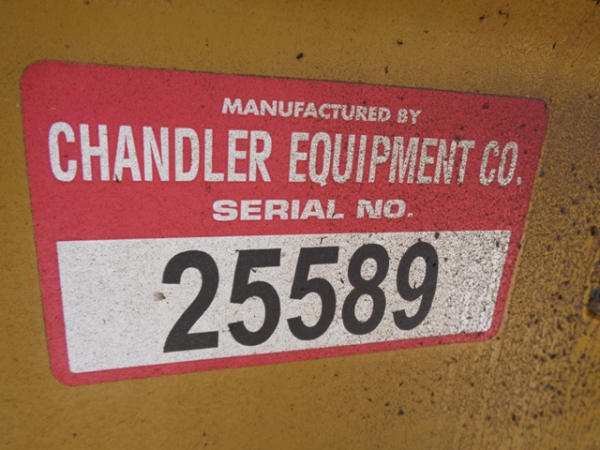 MANUFACTURED BY
CHANDLER EQUIPMENT CO.
SERIAL NO.
25589